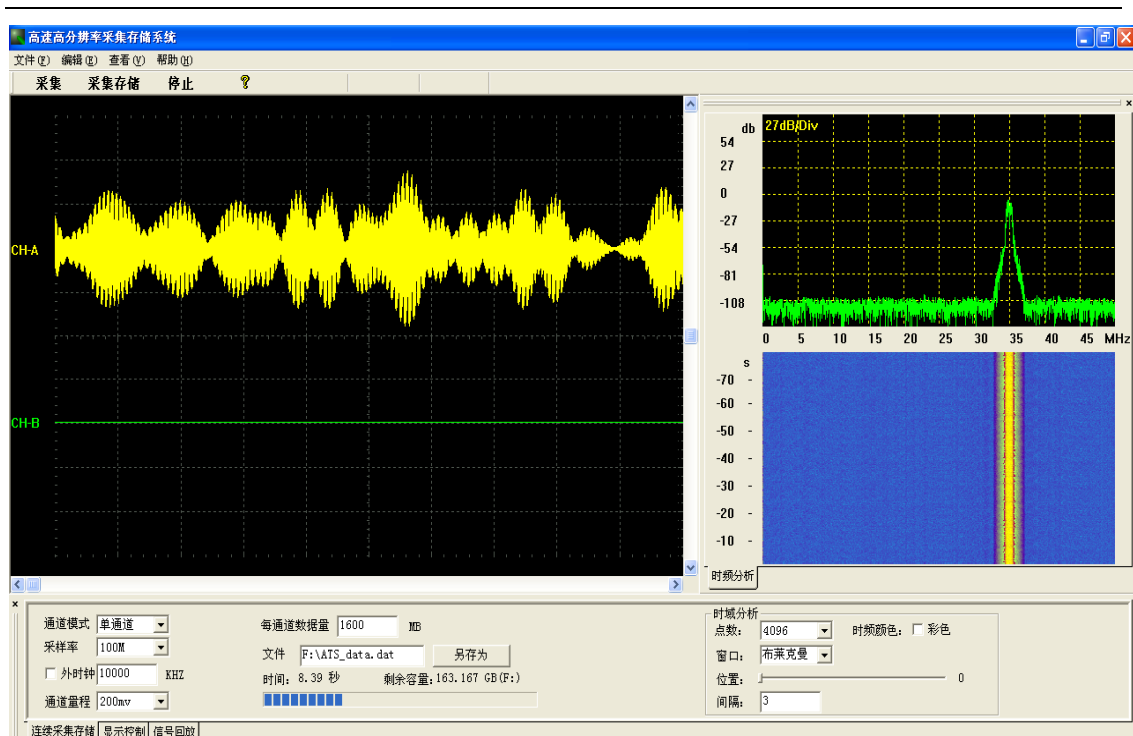 高速高分辨率采集存储系统
文件(F) 编辑(E) 查看(V) 帮助(H)
采集 采集存储 停止
CH-A
CH-B
db 27dB/Div
54
27
0
-27
-54
-81
-108
0 5 10 15 20 25 30 35 40 45 MHz
s
-70 -
-60 -
-50 -
-40 -
-30 -
-20 -
-10 -
时频分析
通道模式 单通道
采样率 100M
外时钟 10000 KHZ
通道量程 200mv
每通道数据量 1600 MB
文件 F:\ATS_data.dat 另存为
时间: 8.39 秒 剩余容量:163.167 GB(F:)
时域分析
点数: 4096 时频颜色: 彩色
窗口: 布莱克曼
位置: 0
间隔: 3
连续采集存储 显示控制 信号回放